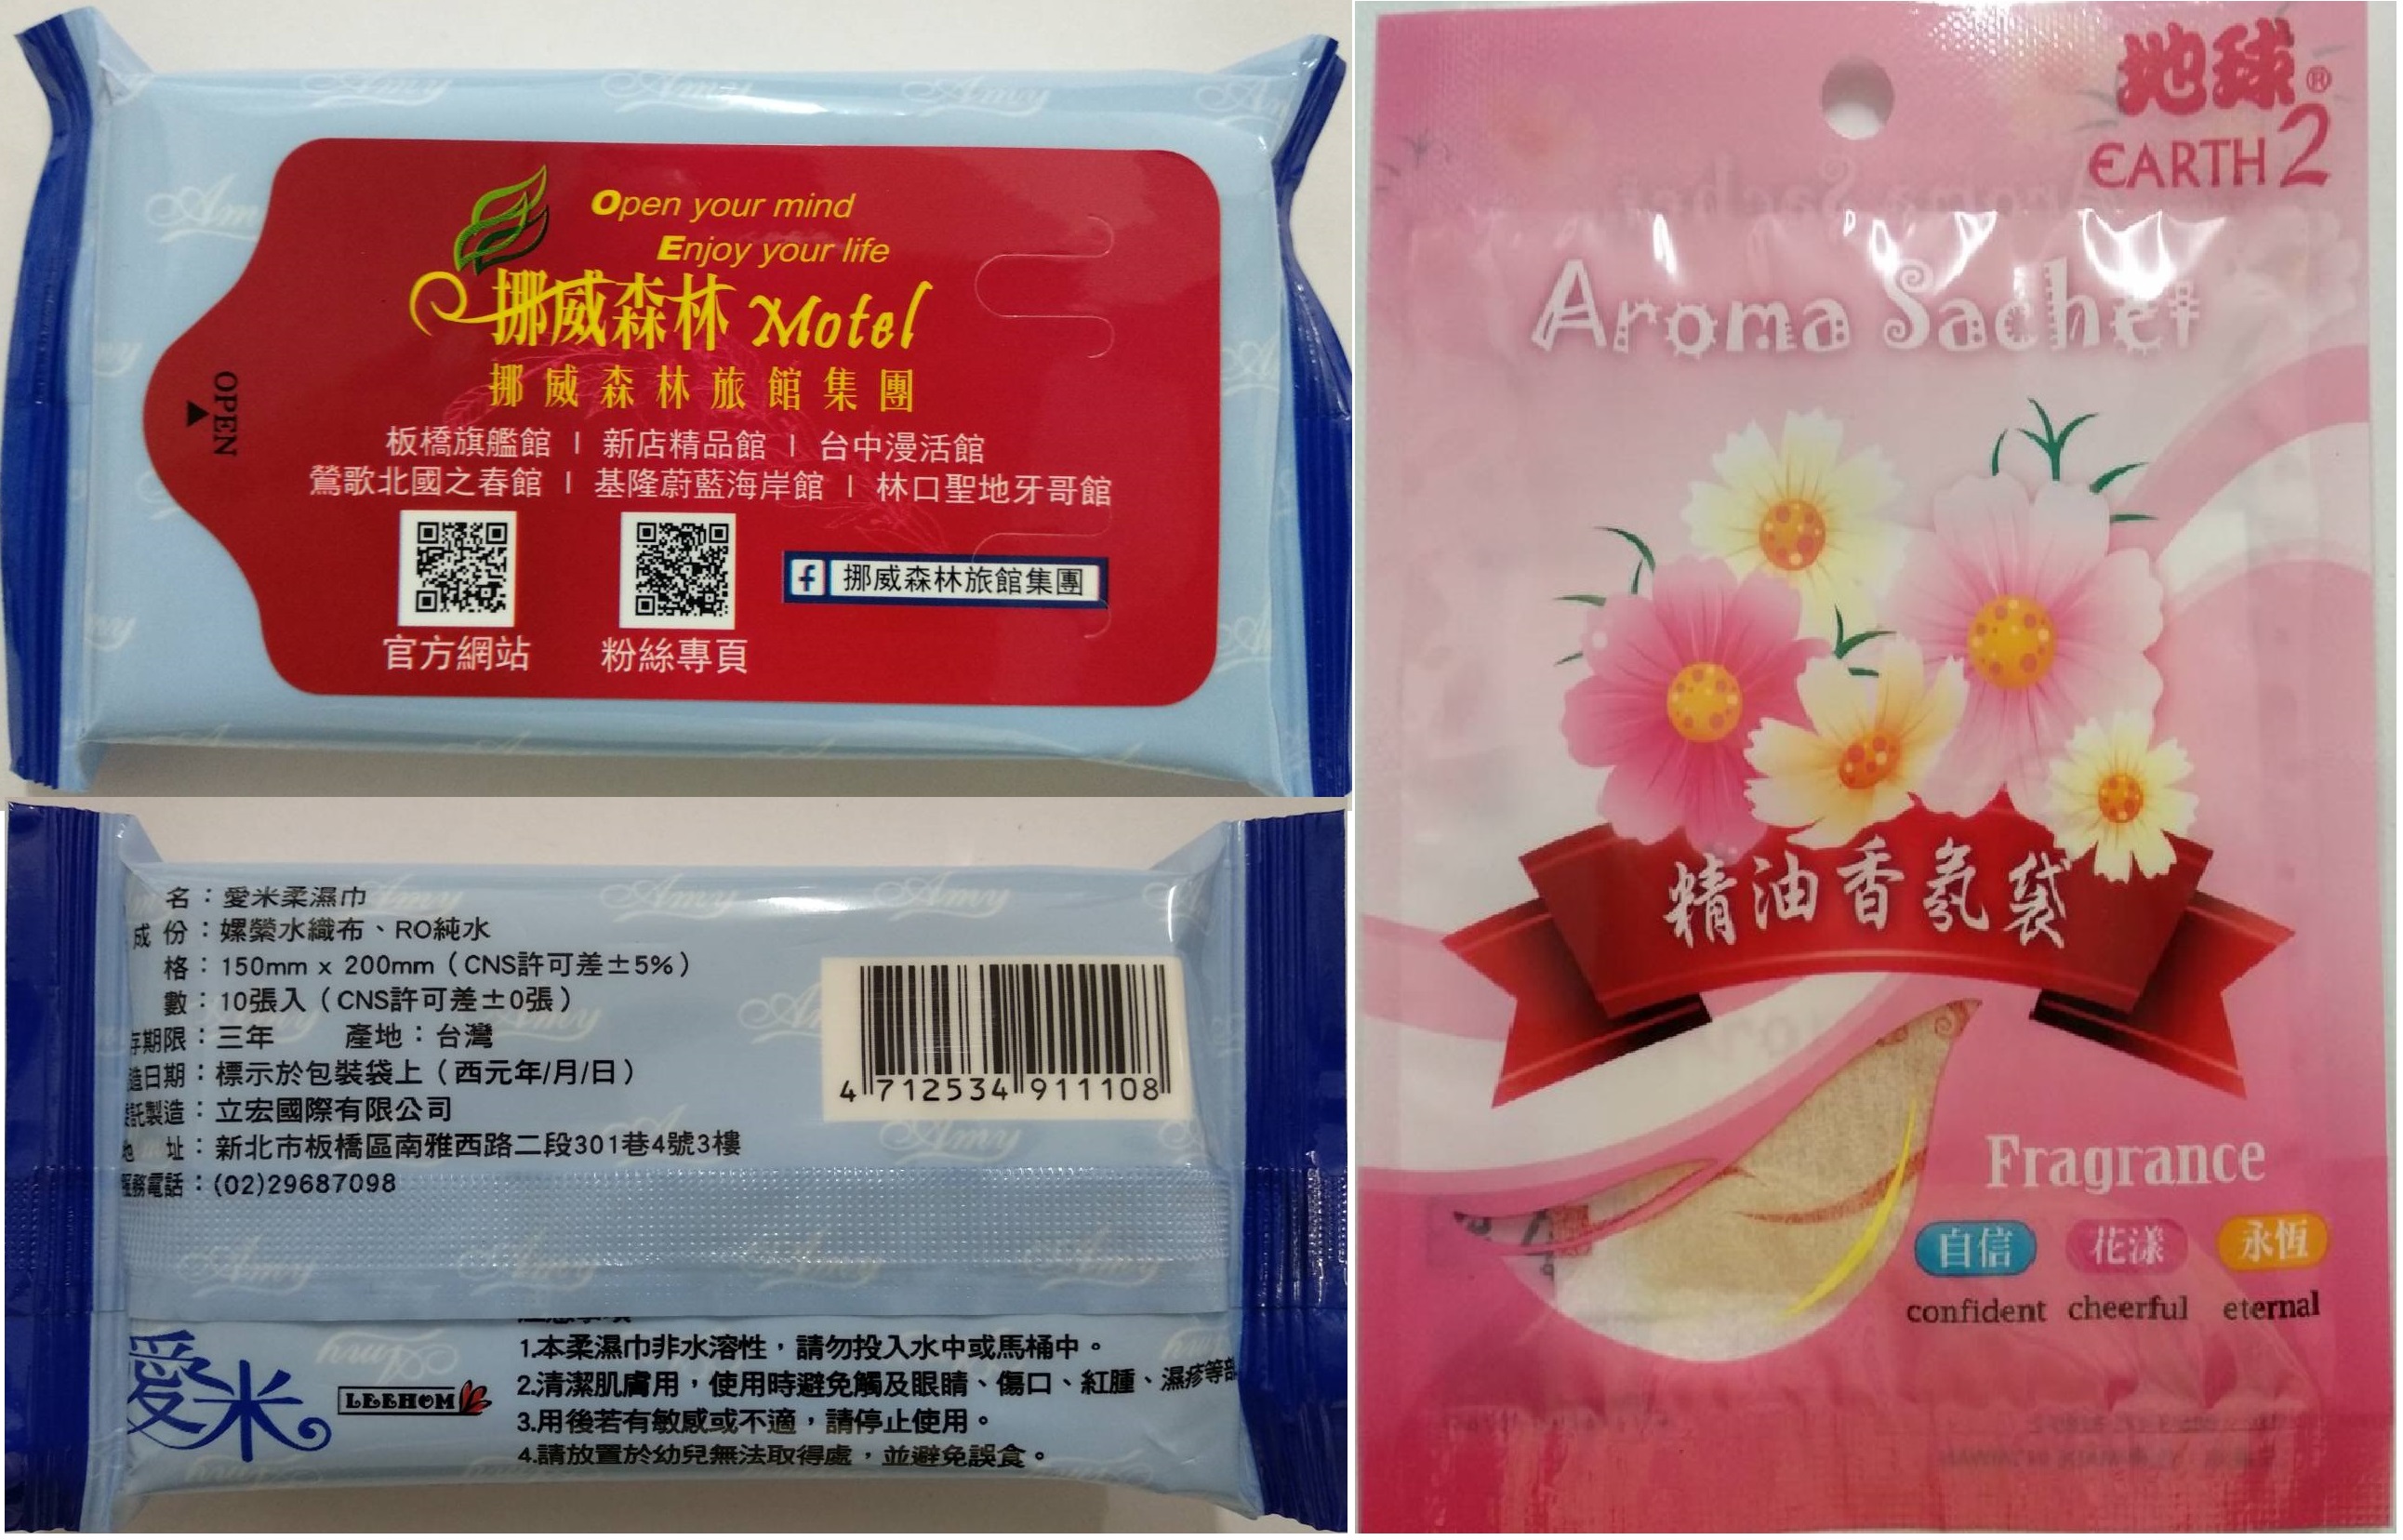 Open your mind
Enjoy your life
挪威森林 Motel
挪威森林旅館集團
板橋旗艦館 | 新店精品館 | 台中漫活館
鶯歌北國之春館 | 基隆蔚藍海岸館 | 林口聖地牙哥館
OPEN
f 挪威森林旅館集團
官方網站 粉絲專頁
名：愛米柔濕巾
成份：嫘縈水織布、RO純水
格：150mm x 200mm（CNS許可差±5%）
數：10張入（CNS許可差±0張）
存期限：三年 產地：台灣
造日期：標示於包裝袋上（西元年/月/日）
託製造：立宏國際有限公司
地 址：新北市板橋區南雅西路二段301巷4號3樓
服務電話：(02)29687098
4 712534 911108
Amy
愛米
LEEHOM
1.本柔濕巾非水溶性，請勿投入水中或馬桶中。
2.清潔肌膚用，使用時避免觸及眼睛、傷口、紅腫、濕疹等部
3.用後若有敏感或不適，請停止使用。
4.請放置於幼兒無法取得處，並避免誤食。
地球®
EARTH 2
Aroma Sachet
精油香氛袋
Fragrance
自信 花漾 永恆
confident cheerful eternal